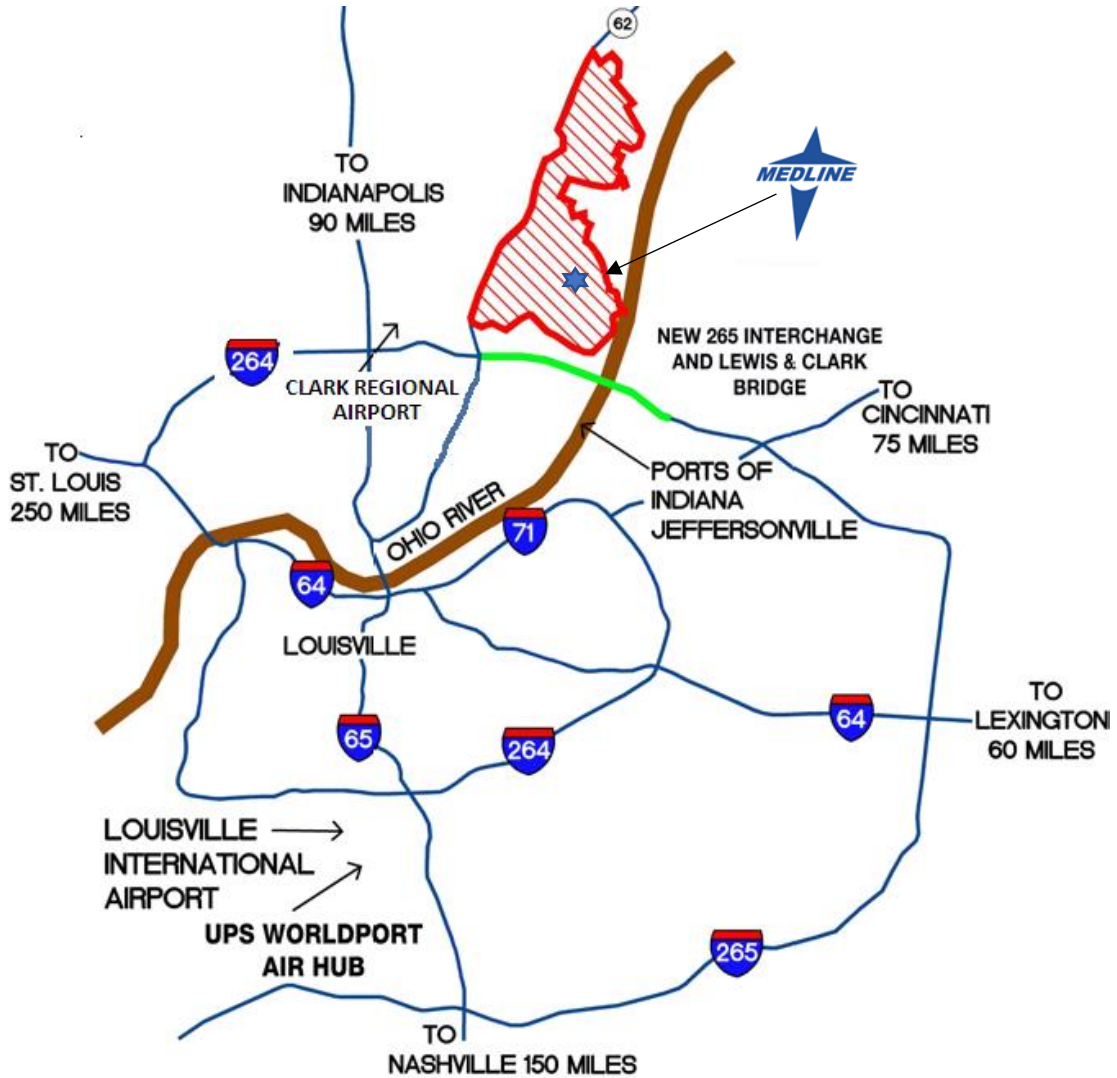 62
TO
INDIANAPOLIS
90 MILES
MEDLINE
264
CLARK REGIONAL
AIRPORT
NEW 265 INTERCHANGE
AND LEWIS & CLARK
BRIDGE
TO
CINCINNATI
75 MILES
TO
ST. LOUIS
250 MILES
PORTS OF
INDIANA
JEFFERSONVILLE
OHIO RIVER
71
64
LOUISVILLE
65
264
64
TO
LEXINGTON
60 MILES
LOUISVILLE
INTERNATIONAL
AIRPORT
UPS WORLDPORT
AIR HUB
265
TO
NASHVILLE 150 MILES